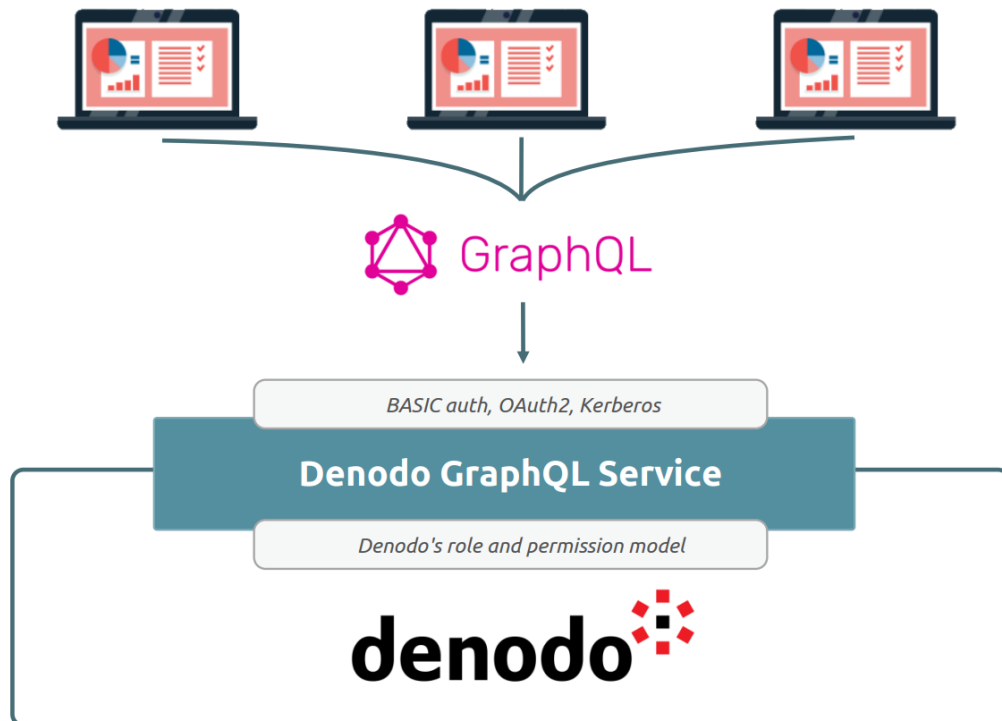 GraphQL
BASIC auth, OAuth2, Kerberos
Denodo GraphQL Service
Denodo's role and permission model
denodo